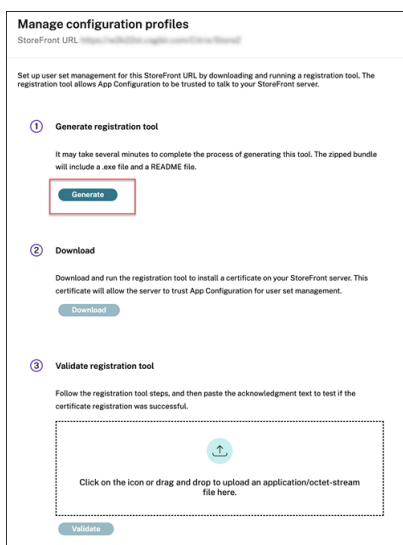 Manage configuration profiles
StoreFront URL
Set up user set management for this StoreFront URL by downloading and running a registration tool. The
registration tool allows App Configuration to be trusted to talk to your StoreFront server.
1 Generate registration tool
It may take several minutes to complete the process of generating this tool. The zipped bundle
will include a .exe file and a README file.
Generate
2 Download
Download and run the registration tool to install a certificate on your StoreFront server. This
certificate will allow the server to trust App Configuration for user set management.
Download
3 Validate registration tool
Follow the registration tool steps, and then paste the acknowledgment text to test if the
certificate registration was successful.
Click on the icon or drag and drop to upload an application/octet-stream
file here.
Validate